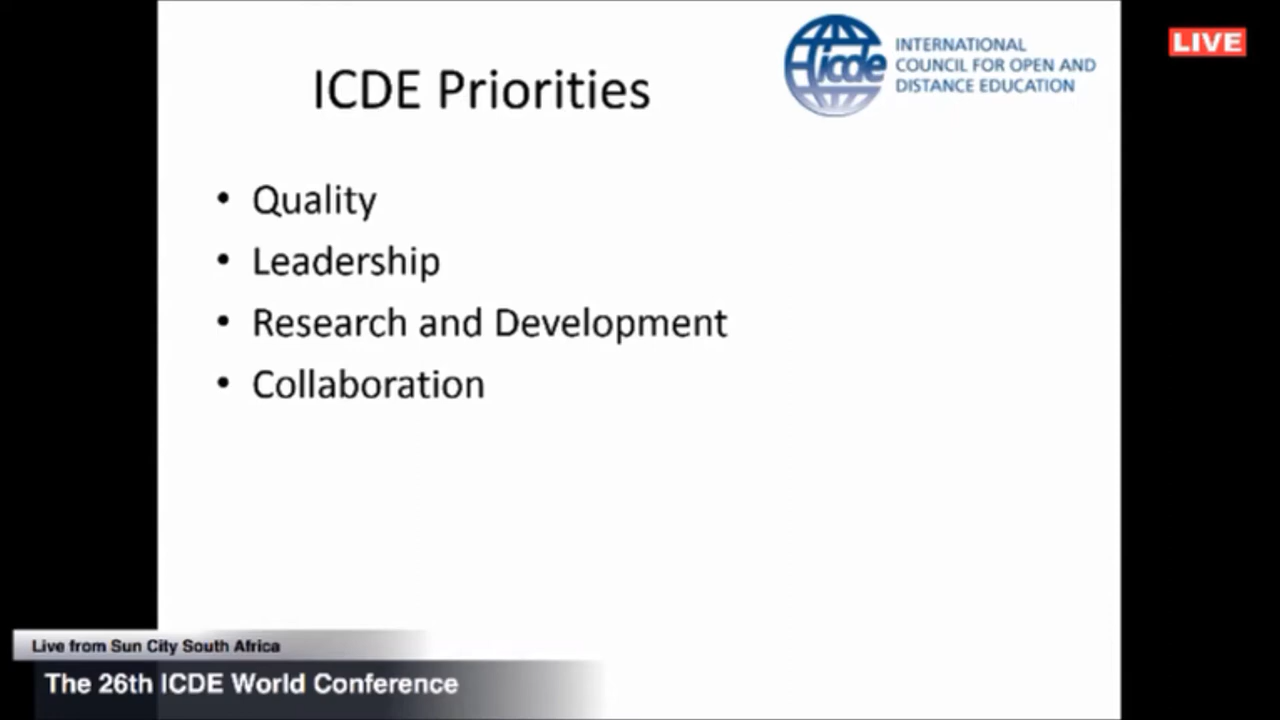 ICDE Priorities
icde
INTERNATIONAL
COUNCIL FOR OPEN AND
DISTANCE EDUCATION
LIVE
• Quality
• Leadership
• Research and Development
• Collaboration
Live from Sun City South Africa
The 26th ICDE World Conference